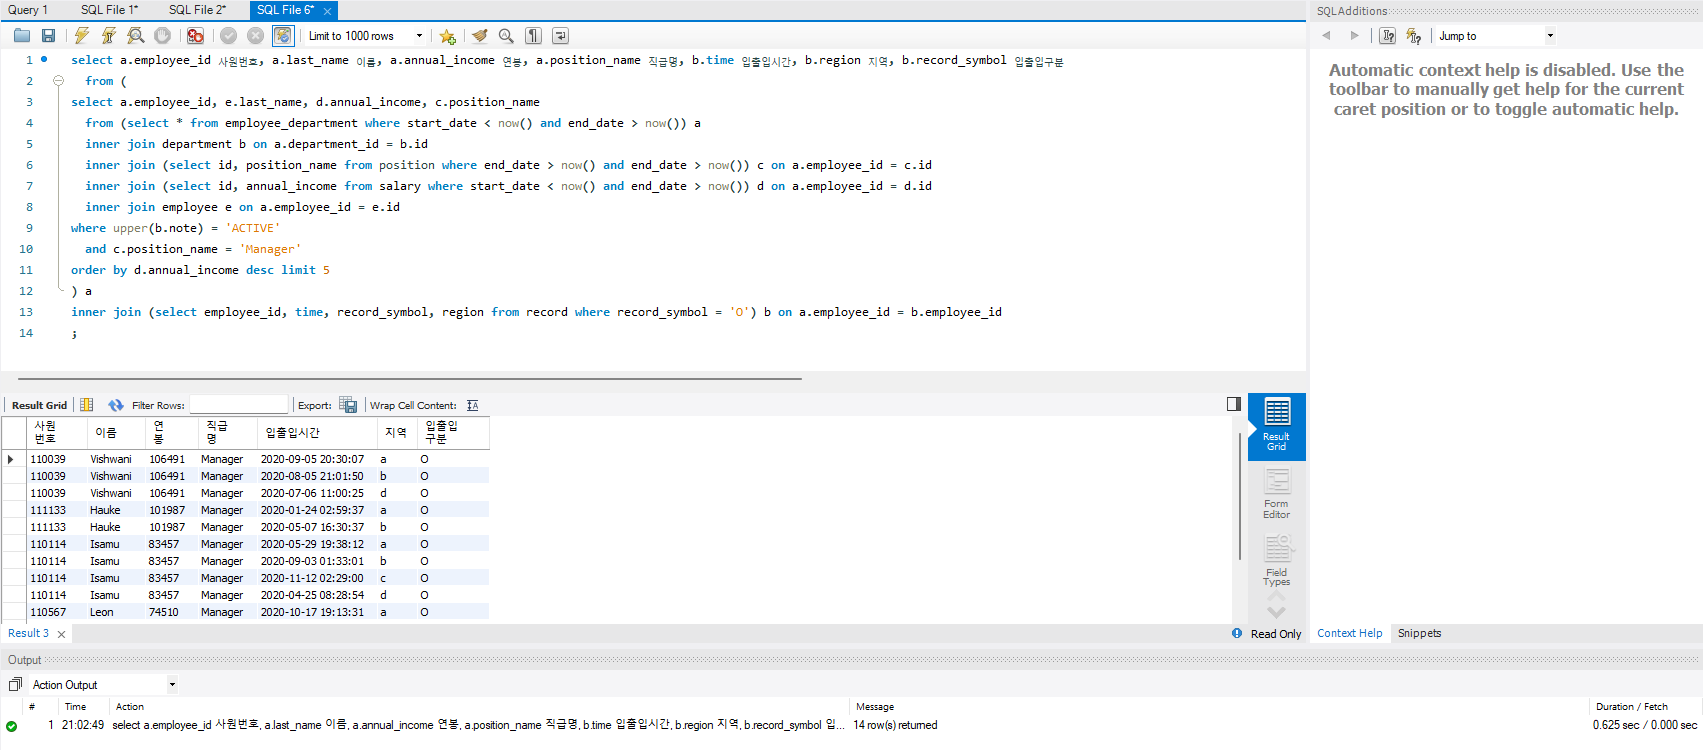 Query 1 SQL File 1* SQL File 2* SQL File 6*
Limit to 1000 rows
1 select a.employee_id 사원번호, a.last_name 이름, a.annual_income 연봉, a.position_name 직급명, b.time 입출입시간, b.region 지역, b.record_symbol 입출입구분
2 from (
3 select a.employee_id, e.last_name, d.annual_income, c.position_name
4 from (select * from employee_department where start_date < now() and end_date > now()) a
5 inner join department b on a.department_id = b.id
6 inner join (select id, position_name from position where end_date > now() and end_date > now()) c on a.employee_id = c.id
7 inner join (select id, annual_income from salary where start_date < now() and end_date > now()) d on a.employee_id = d.id
8 inner join employee e on a.employee_id = e.id
9 where upper(b.note) = 'ACTIVE'
10 and c.position_name = 'Manager'
11 order by d.annual_income desc limit 5
12 ) a
13 inner join (select employee_id, time, record_symbol, region from record where record_symbol = 'O') b on a.employee_id = b.employee_id
14 ;
SQLAdditions
Jump to
Automatic context help is disabled. Use the
toolbar to manually get help for the current
caret position or to toggle automatic help.
Result Grid Filter Rows: Export: Wrap Cell Content:
사원 번호 이름 연 봉 직급 명 입출입시간 지역 입출입 구분
110039 Vishwani 106491 Manager 2020-09-05 20:30:07 a O
110039 Vishwani 106491 Manager 2020-08-05 21:01:50 b O
110039 Vishwani 106491 Manager 2020-07-06 11:00:25 d O
111133 Hauke 101987 Manager 2020-01-24 02:59:37 a O
111133 Hauke 101987 Manager 2020-05-07 16:30:37 b O
110114 Isamu 83457 Manager 2020-05-29 19:38:12 a O
110114 Isamu 83457 Manager 2020-09-03 01:33:01 b O
110114 Isamu 83457 Manager 2020-11-12 02:29:00 c O
110114 Isamu 83457 Manager 2020-04-25 08:28:54 d O
110567 Leon 74510 Manager 2020-10-17 19:13:31 a O
Result
Grid
Form
Editor
Field
Types
Result 3
Read Only
Context Help Snippets
Output
Action Output
# Time Action Message Duration / Fetch
1 21:02:49 select a.employee_id 사원번호, a.last_name 이름, a.annual_income 연봉, a.position_name 직급명, b.time 입출입시간, b.region 지역, b.record_symbol 입... 14 row(s) returned 0.625 sec / 0.000 sec